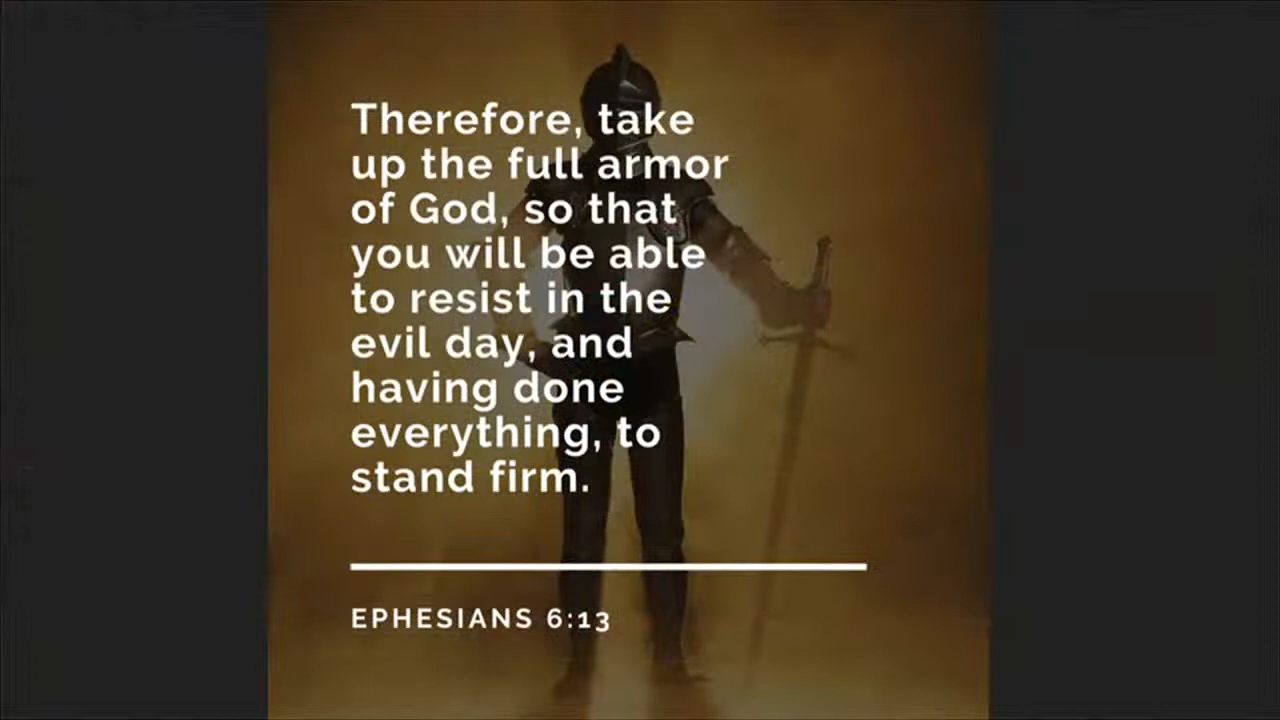 Therefore, take
up the full armor
of God, so that
you will be able
to resist in the
evil day, and
having done
everything, to
stand firm.
EPHESIANS 6:13